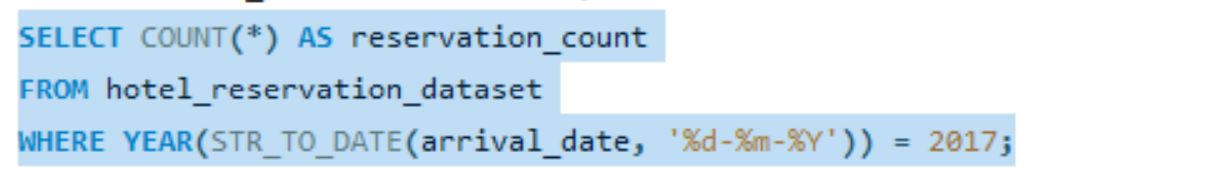 SELECT COUNT(*) AS reservation_count
FROM hotel_reservation_dataset
WHERE YEAR(STR_TO_DATE(arrival_date, '%d-%m-%Y')) = 2017;